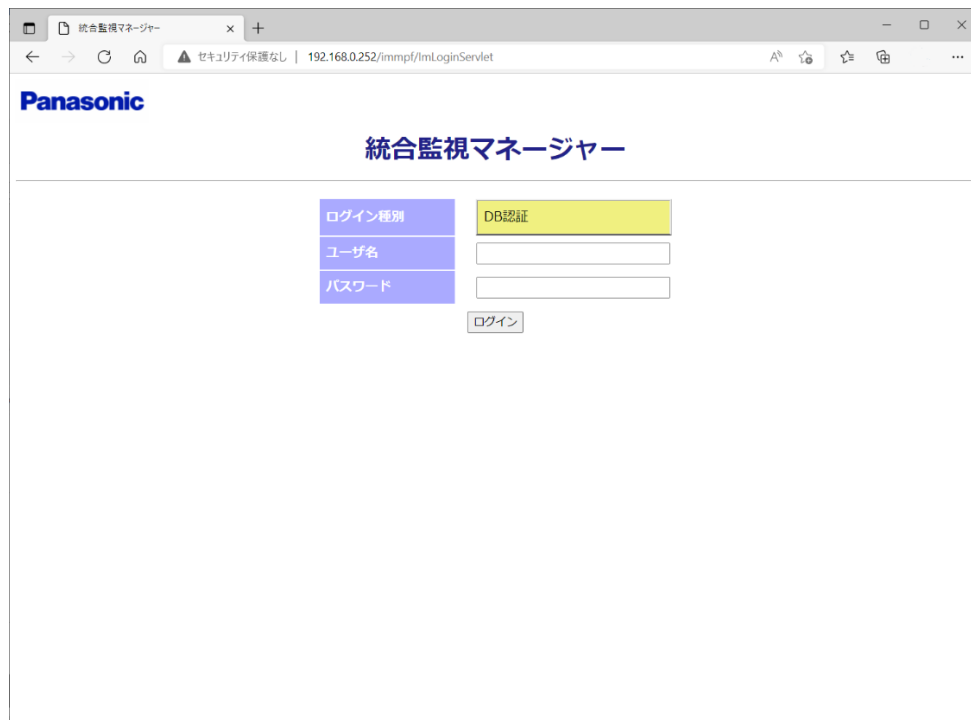 統合監視マネージャー
セキュリティ保護なし | 192.168.0.252/immpf/ImLoginServlet
Panasonic
統合監視マネージャー
ログイン種別 DB認証
ユーザ名
パスワード
ログイン